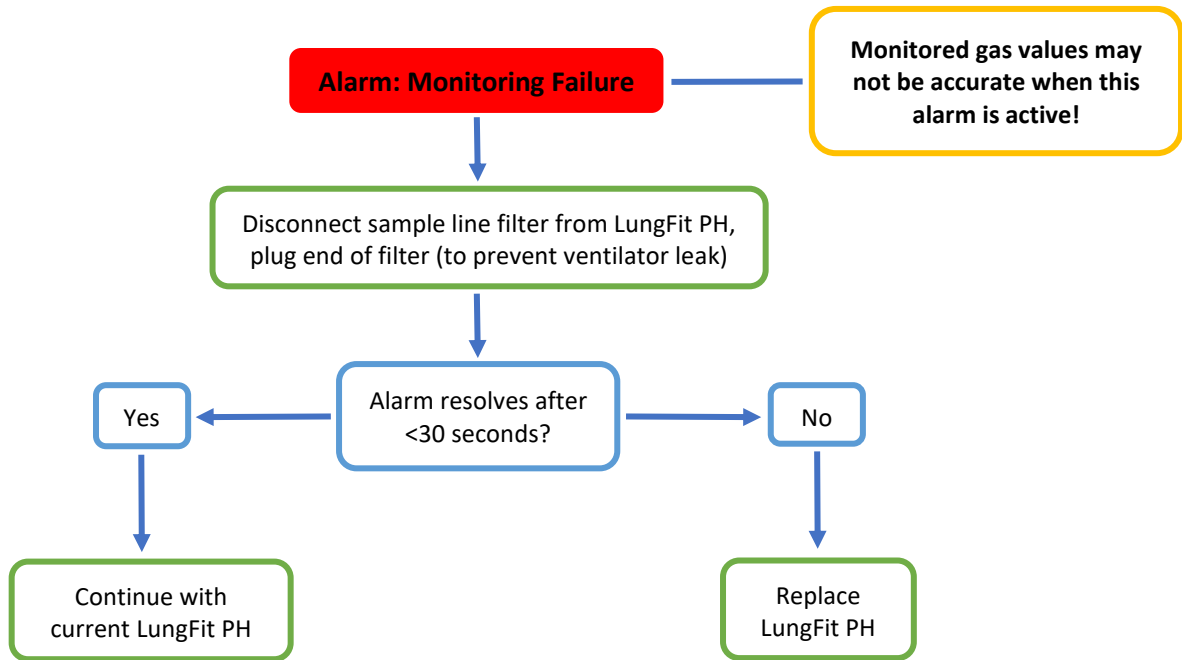 Alarm: Monitoring Failure
Monitored gas values may
not be accurate when this
alarm is active!
Disconnect sample line filter from LungFit PH,
plug end of filter (to prevent ventilator leak)
Alarm resolves after
<30 seconds?
Yes
No
Continue with
current LungFit PH
Replace
LungFit PH